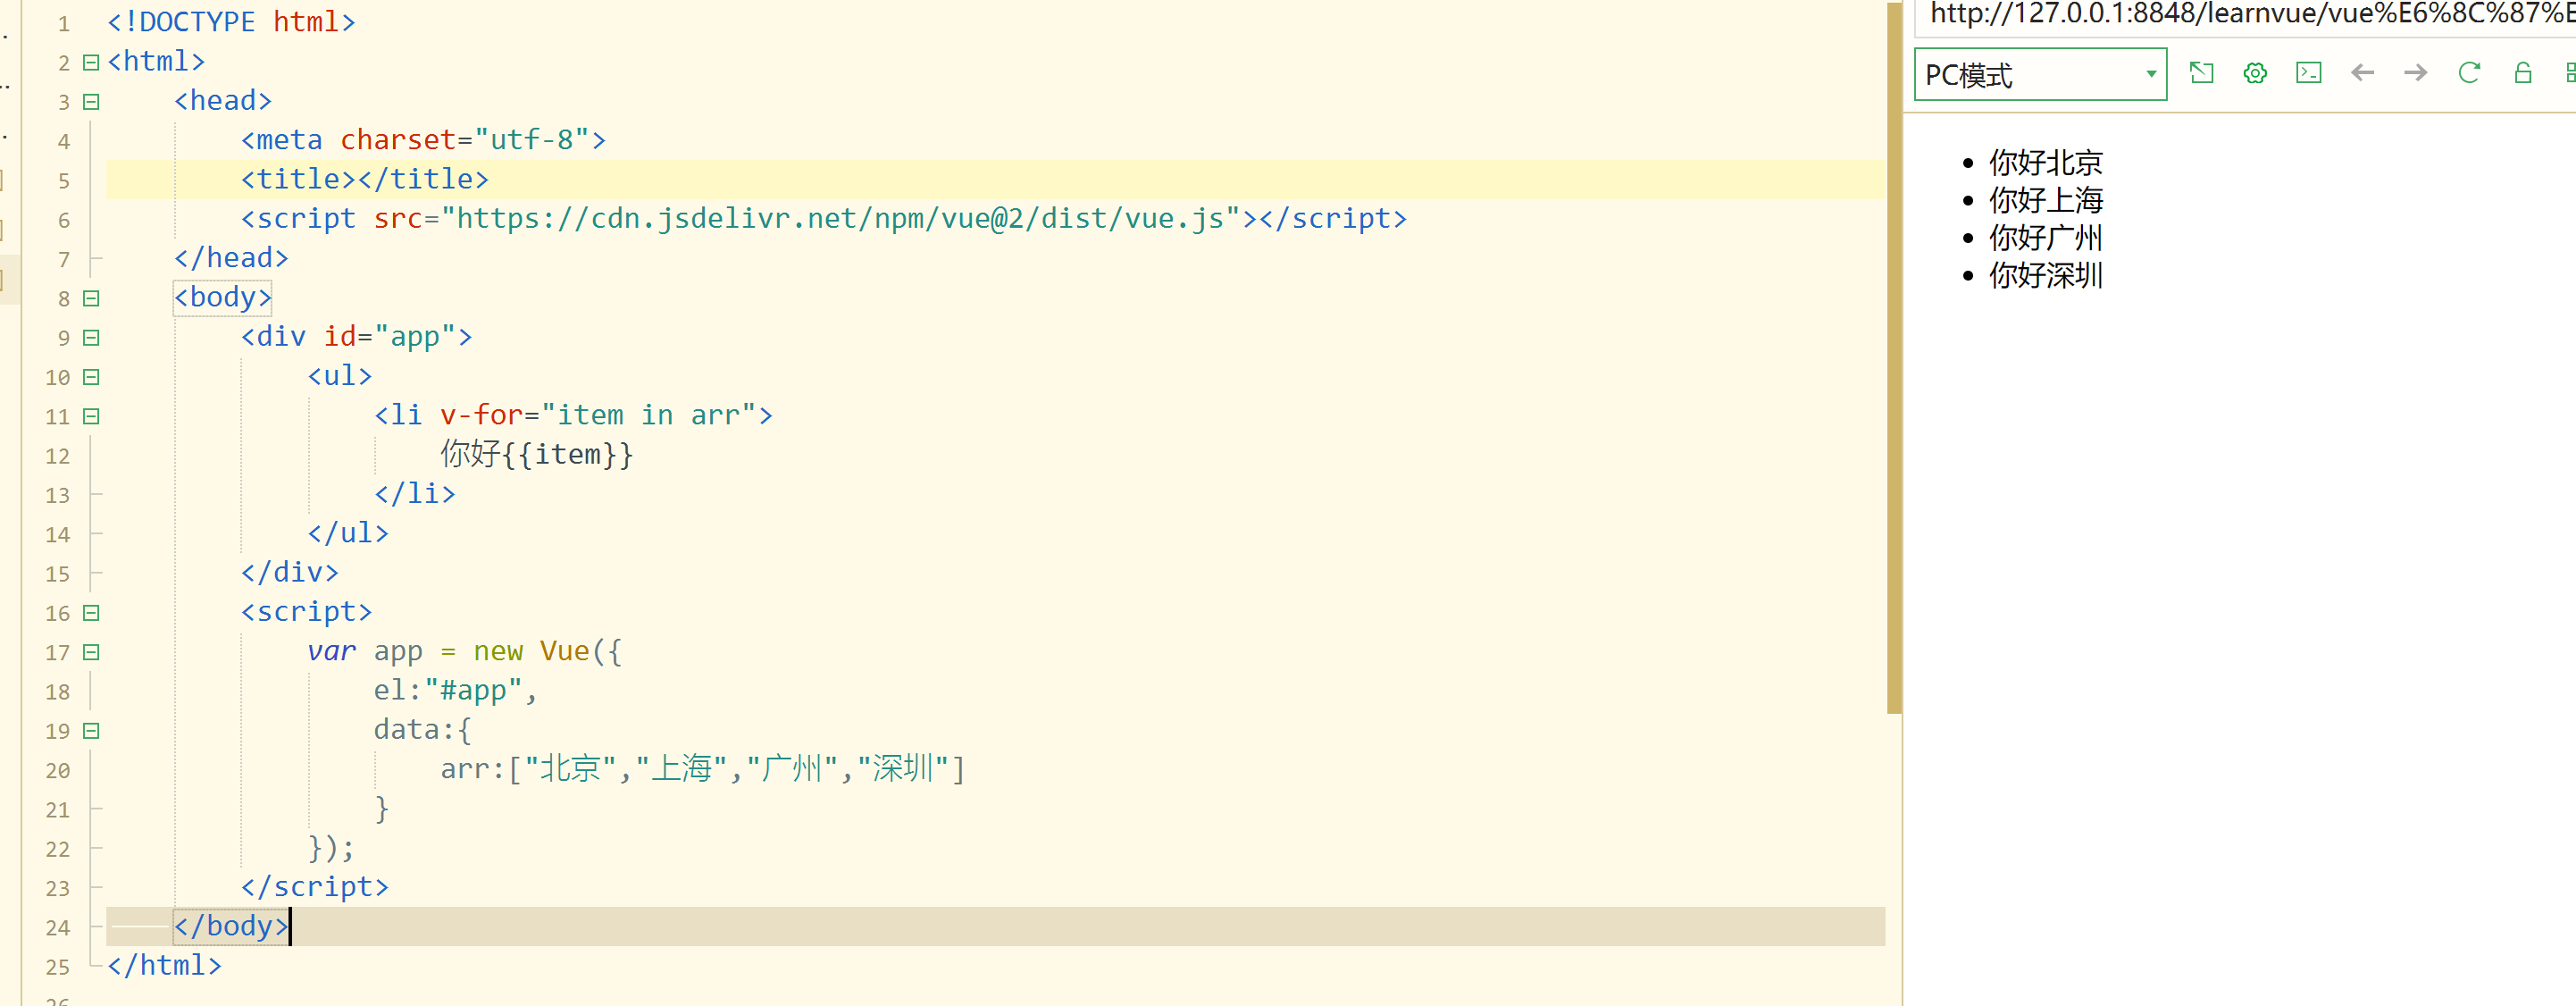 1 <!DOCTYPE html>
2 <html>
3 <head>
4 <meta charset="utf-8">
5 <title></title>
6 <script src="https://cdn.jsdelivr.net/npm/vue@2/dist/vue.js"></script>
7 </head>
8 <body>
9 <div id="app">
10 <ul>
11 <li v-for="item in arr">
12 你好{{item}}
13 </li>
14 </ul>
15 </div>
16 <script>
17 var app = new Vue({
18 el:"#app",
19 data:{
20 arr:["北京","上海","广州","深圳"]
21 }
22 });
23 </script>
24 </body>
25 </html>
26
http://127.0.0.1:8848/learnvue/vue%E6%8C%87%E
PC模式
• 你好北京
• 你好上海
• 你好广州
• 你好深圳